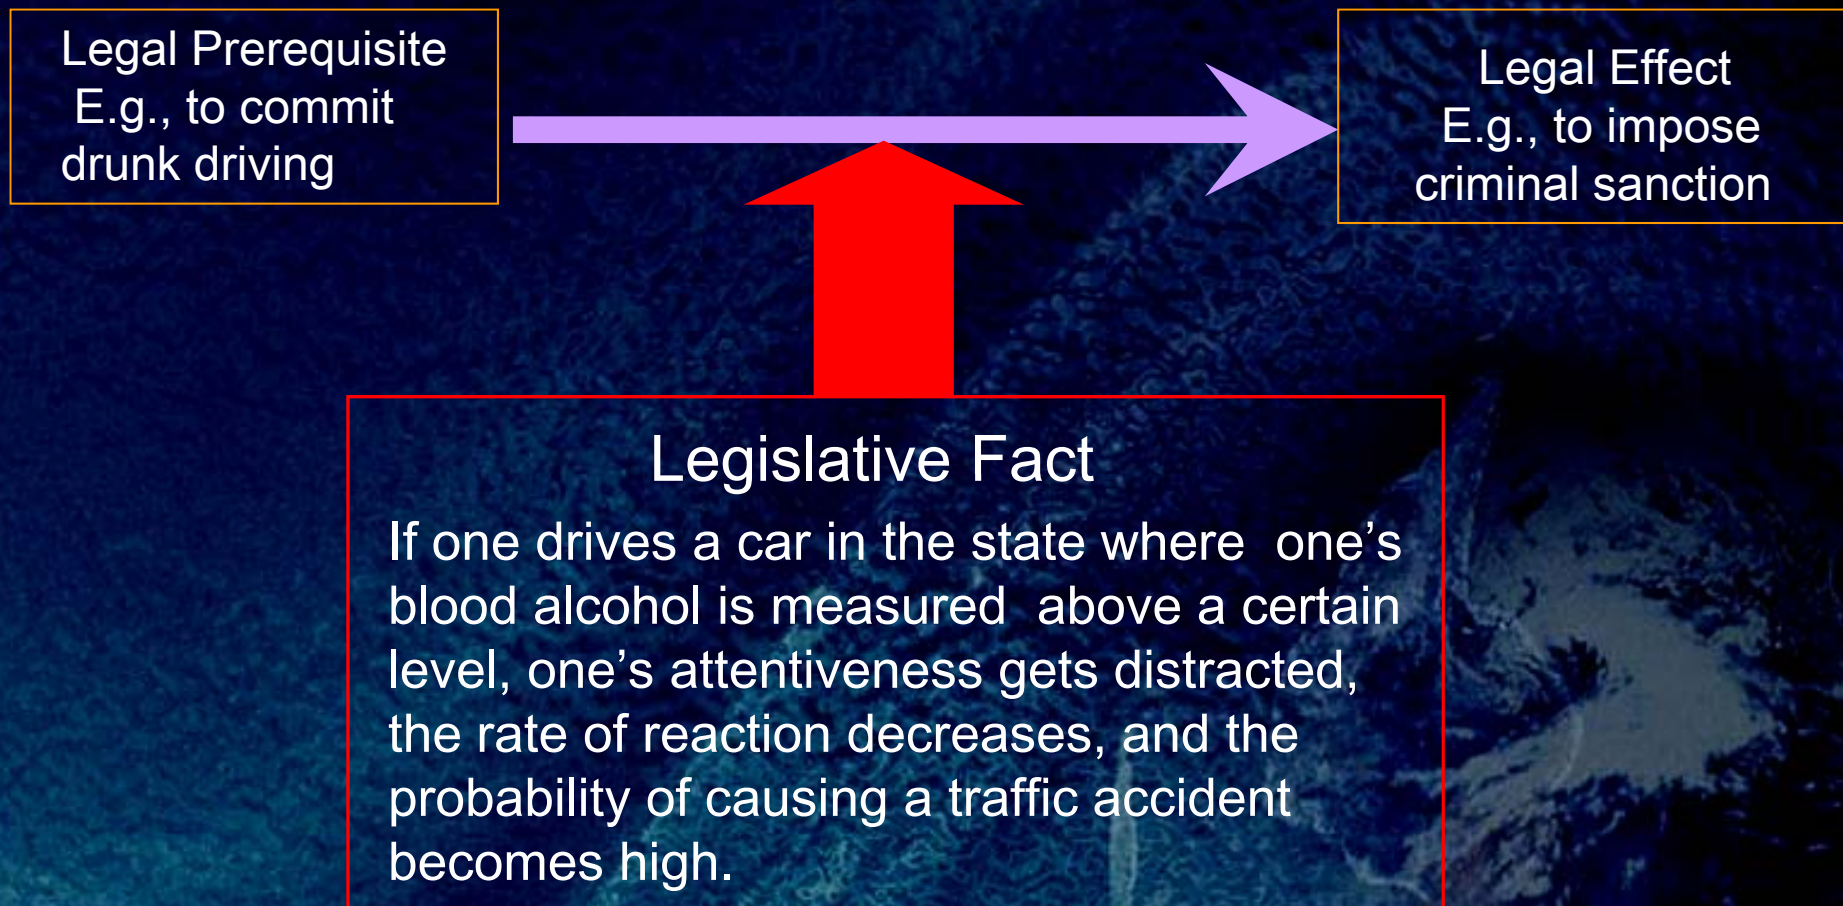 Legal Prerequisite
E.g., to commit
drunk driving
Legal Effect
E.g., to impose
criminal sanction
Legislative Fact
If one drives a car in the state where one’s
blood alcohol is measured above a certain
level, one’s attentiveness gets distracted,
the rate of reaction decreases, and the
probability of causing a traffic accident
becomes high.